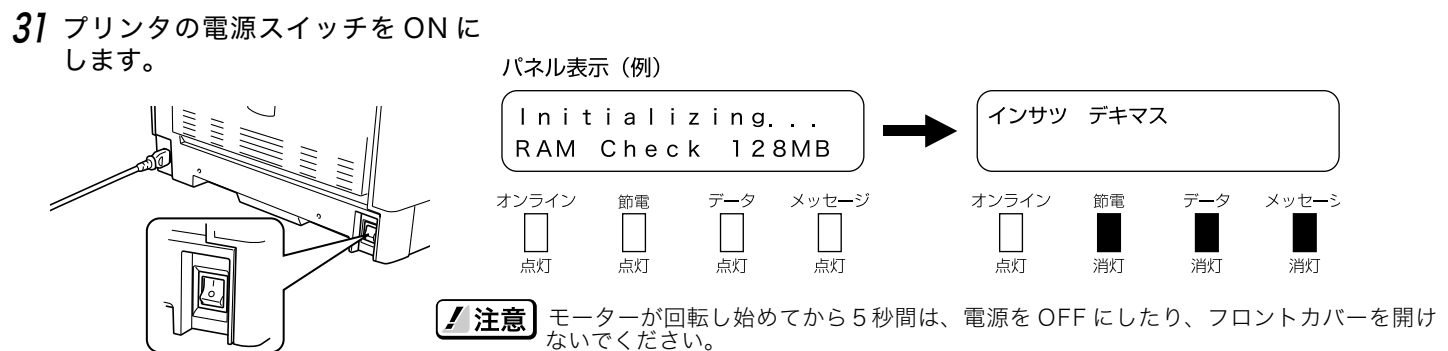 31 プリンタの電源スイッチを ON に
します。
パネル表示（例）
Initializing...
RAM Check 128MB
インサツ デキマス
オンライン 節電 データ メッセージ
点灯 点灯 点灯 点灯
オンライン 節電 データ メッセーシ
点灯 消灯 消灯 消灯
注意 モーターが回転し始めてから５秒間は、電源を OFF にしたり、フロントカバーを開け
ないでください。